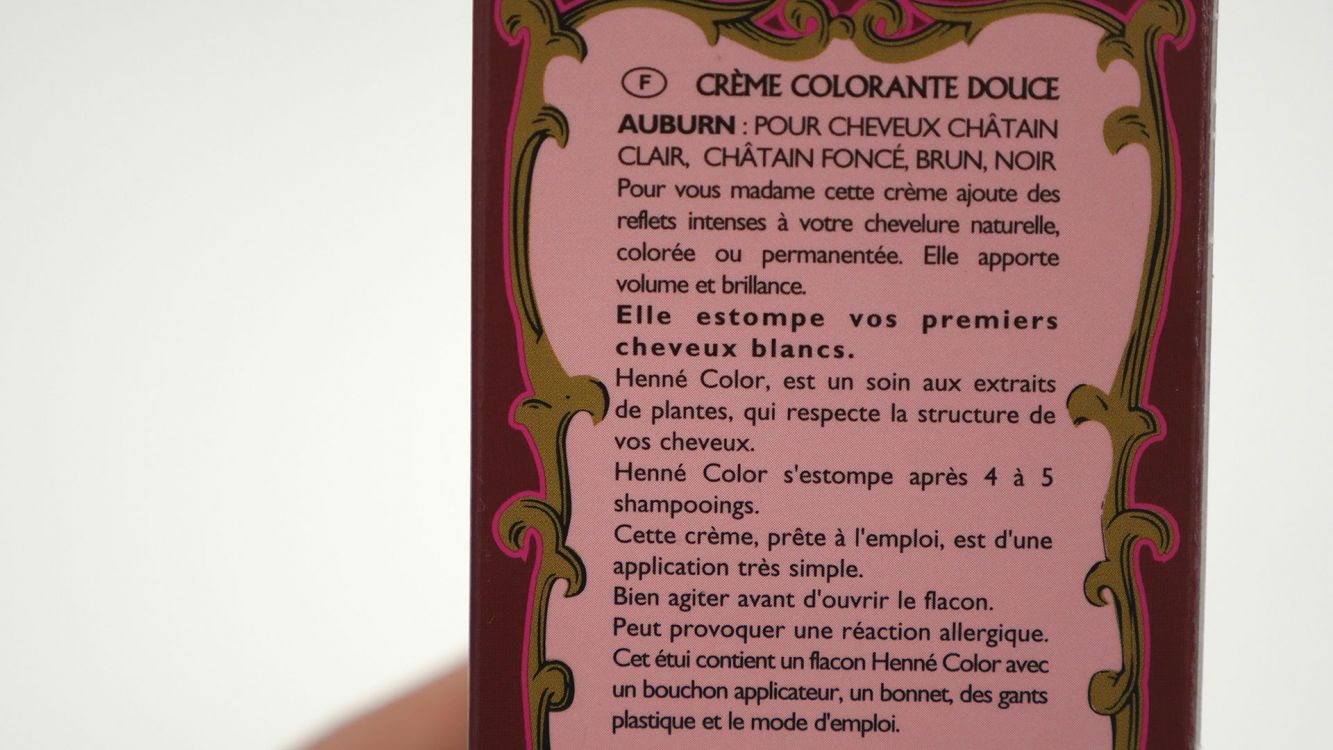 F CRÈME COLORANTE DOUCE
AUBURN : POUR CHEVEUX CHÂTAIN
CLAIR, CHÂTAIN FONCÉ, BRUN, NOIR
Pour vous madame cette crème ajoute des
reflets intenses à votre chevelure naturelle,
colorée ou permanentée. Elle apporte
volume et brillance.
Elle estompe vos premiers
cheveux blancs.
Henné Color, est un soin aux extraits
de plantes, qui respecte la structure de
vos cheveux.
Henné Color s'estompe après 4 à 5
shampooings.
Cette crème, prête à l'emploi, est d'une
application très simple.
Bien agiter avant d'ouvrir le flacon.
Peut provoquer une réaction allergique.
Cet étui contient un flacon Henné Color avec
un bouchon applicateur, un bonnet, des gants
plastique et le mode d'emploi.